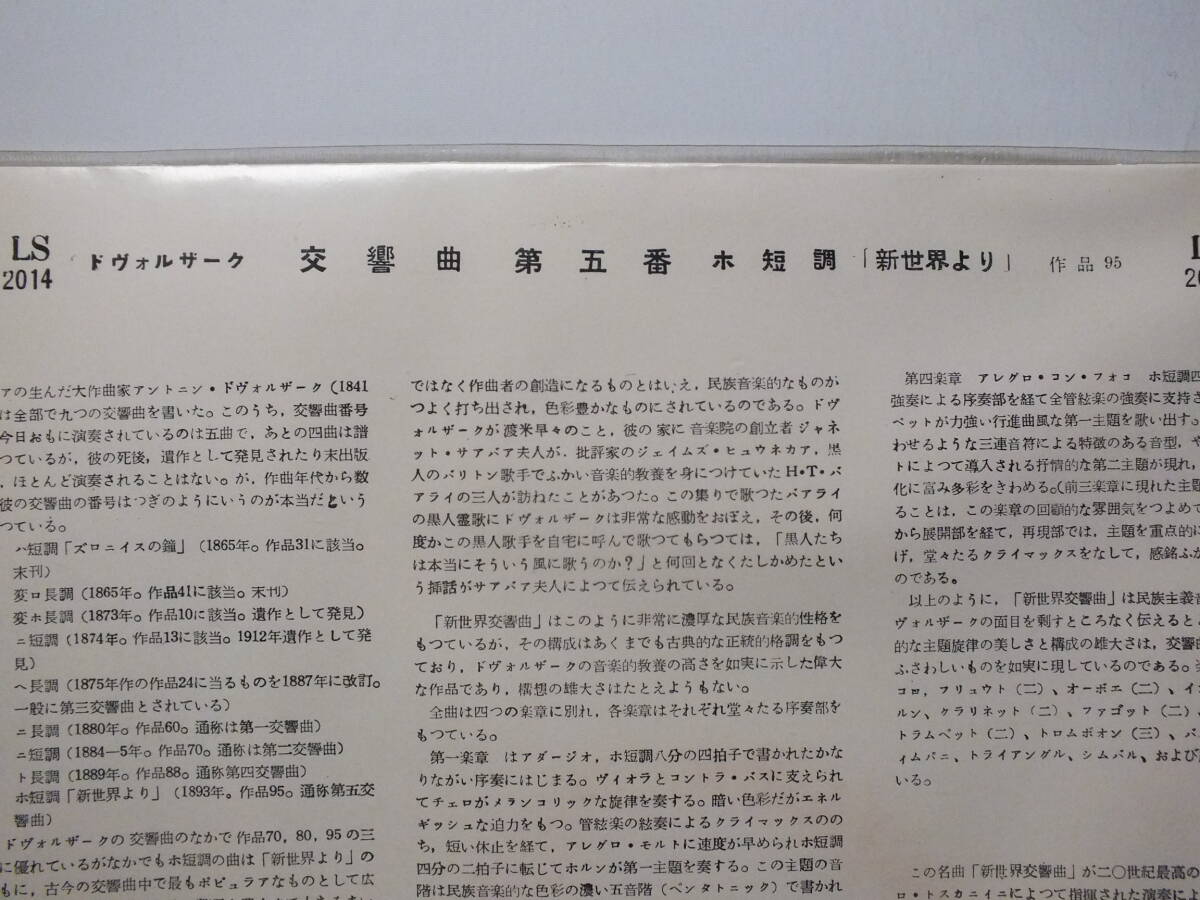 LS
2014
ドヴォルザーク 交響曲 第五番 ホ短調「新世界より」 作品 95
L
20
アの生んだ大作曲家アントニン・ドヴォルザーク (1841
は全部で九つの交響曲を書いた。このうち, 交響曲番号
今日おもに演奏されているのは五曲で, あとの四曲は譜
つているが, 彼の死後, 遺作として発見されたり末出版
, ほとんど演奏されることはない。が, 作曲年代から数
彼の交響曲の番号はつぎのようにいうのが本当だという
つている。
ハ短調「ズロニイスの鐘」(1865年。作品31に該当。
末刊)
変ロ長調 (1865年。作品41に該当。末刊)
変ホ長調 (1873年。作品10に該当。遺作として発見)
ニ短調 (1874年。作品13に該当。1912年遺作として発
見)
ヘ長調 (1875年作の作品24に当るものを1887年に改訂。
一般に第三交響曲とされている)
ニ長調 (1880年。作品60。通称は第一交響曲)
ニ短調 (1884—5年。作品70。通称は第二交響曲)
ト長調 (1889年。作品88。通称第四交響曲)
ホ短調「新世界より」(1893年。作品95。通称第五交
響曲)
ドヴォルザークの交響曲のなかで作品70, 80, 95の三
に優れているがなかでもホ短調の曲は「新世界より」の
もに, 古今の交響曲中で最もポピュラアなものとして広
ではなく作曲者の創造になるものとはいえ, 民族音楽的なものが
つよく打ち出され, 色彩豊かなものにされているのである。ドヴ
ォルザークが渡米早々のこと, 彼の家に音楽院の創立者ジャネ
ット・サアバア夫人が、批評家のジェイムズ・ヒュウネカア, 黒
人のバリトン歌手でふかい音楽的教養を身につけていたH・T・バ
アライの三人が訪ねたことがあつた。この集りで歌つたバアライ
の黒人霊歌にドヴォルザークは非常な感動をおぼえ, その後, 何
度かこの黒人歌手を自宅に呼んで歌つてもらつては, 「黒人たち
は本当にそういう風に歌うのか?」と何回となくたしかめたとい
う挿話がサアバア夫人によつて伝えられている。
「新世界交響曲」はこのように非常に濃厚な民族音楽的性格を
もつているが, その構成はあくまでも古典的な正統的格調をもつ
ており, ドヴォルザークの音楽的教養の高さを如実に示した偉大
な作品であり, 構想の雄大さはたとえようもない。
全曲は四つの楽章に別れ, 各楽章はそれぞれ堂々たる序奏部を
もつている。
第一楽章 はアダージオ, ホ短調八分の四拍子で書かれたかな
りながい序奏にはじまる。ヴィオラとコントラ・バスに支えられ
てチェロがメランコリックな旋律を奏する。暗い色彩だがエネル
ギッシュな迫力をもつ。管絃楽の絃奏によるクライマックスのの
ち, 短い休止を経て, アレグロ・モルトに速度が早められホ短調
四分の二拍子に転じてホルンが第一主題を奏する。この主題の音
階は民族音楽的な色彩の濃い五音階 (ペンタトニック) で書かれ
第四楽章 アレグロ・コン・フォコ ホ短調四
強奏による序奏部を経て全管絃楽の強奏に支持さ
ペットが力強い行進曲風な第一主題を歌い出す。
わせるような三連音符による特徴のある音型, や
トによつて導入される抒情的な第二主題が現れ,
化に富み多彩をきわめる。(前三楽章に現れた主題
ることは, この楽章の回顧的な雰囲気をつよめて
から展開部を経て, 再現部では, 主題を重点的に
げ, 堂々たるクライマックスをなして, 感銘ふか
のである。
以上のように, 「新世界交響曲」は民族主義音
ヴォルザークの面目を剰すところなく伝えると
的な主題旋律の美しさと構成の雄大さは, 交響曲
ふさわしいものを如実に現しているのである。
コロ, フリュウト (二)、オーボエ (二)、イン
ルン、クラリネット (二)、ファゴット (二)、
トラムペット (二)、トロムボオン (三)、バ
ィムパニ、トライアングル、シムバル、および
いる。
この名曲「新世界交響曲」が二〇世紀最高の
ロ・トスカニイニによつて指揮された演奏によ